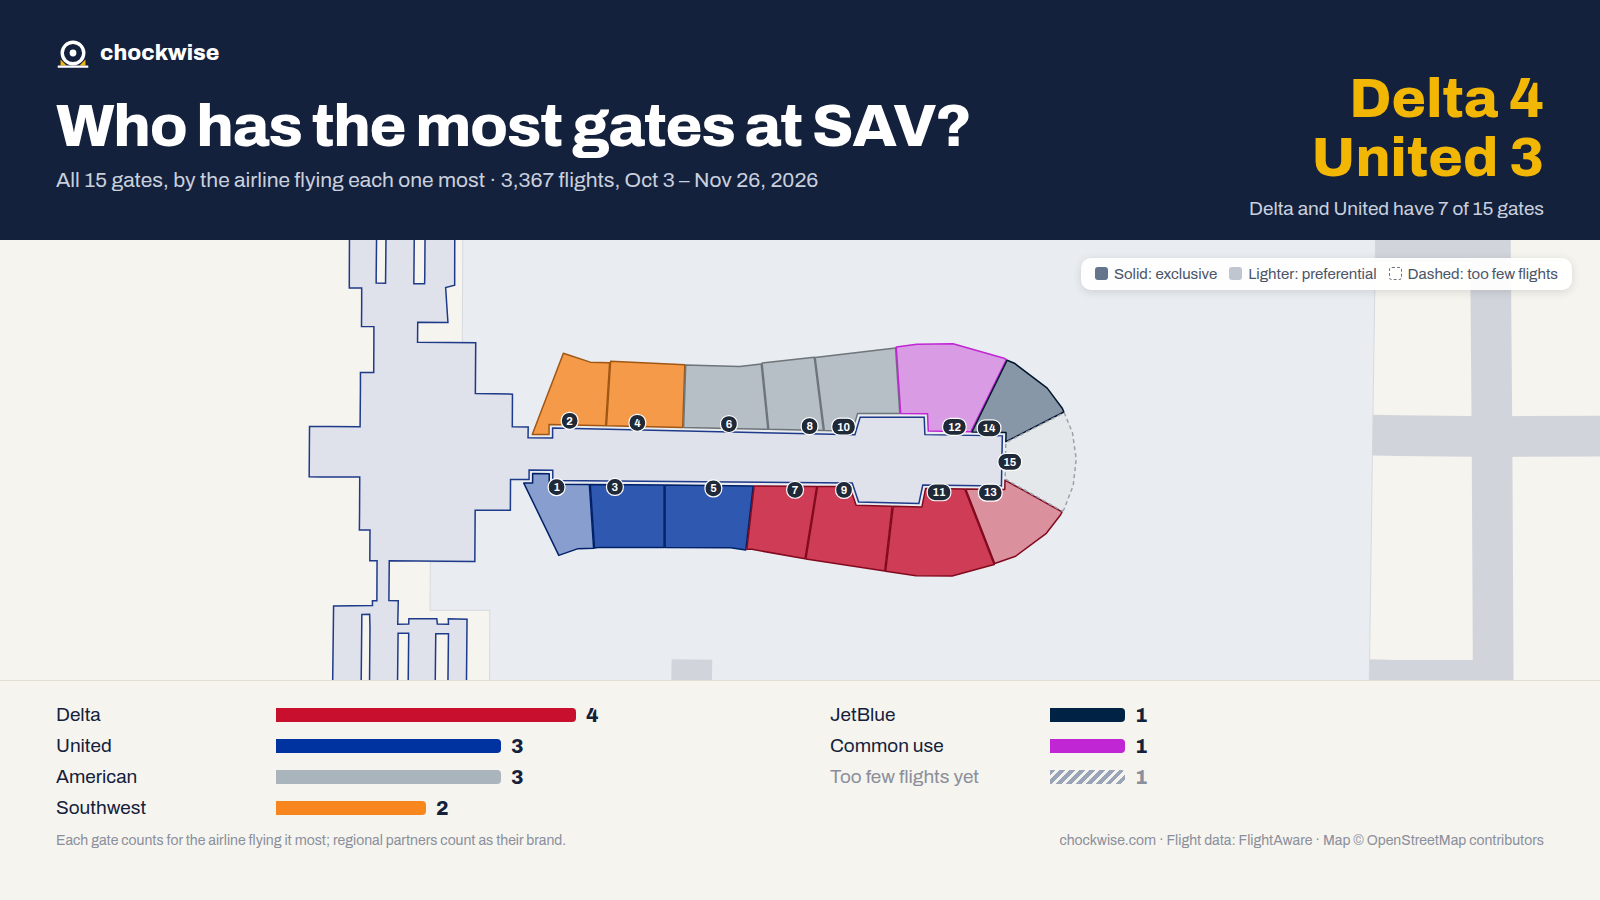 chockwise
Who has the most gates at SAV?
All 15 gates, by the airline flying each one most · 3,367 flights, Oct 3 – Nov 26, 2026
Delta 4
United 3
Delta and United have 7 of 15 gates
Solid: exclusive Lighter: preferential Dashed: too few flights
2 4 6 8 10 12 14
15
1 3 5 7 9 11 13
Delta 4
United 3
American 3
Southwest 2
JetBlue 1
Common use 1
Too few flights yet 1
Each gate counts for the airline flying it most; regional partners count as their brand.
chockwise.com · Flight data: FlightAware · Map © OpenStreetMap contributors